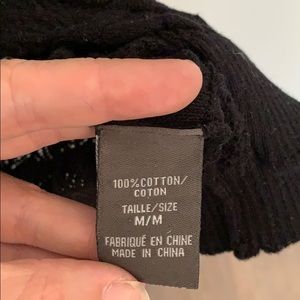 100% COTTON/
COTON
TAILLE/SIZE
M/M
FABRIQUÉ EN CHINE
MADE IN CHINA